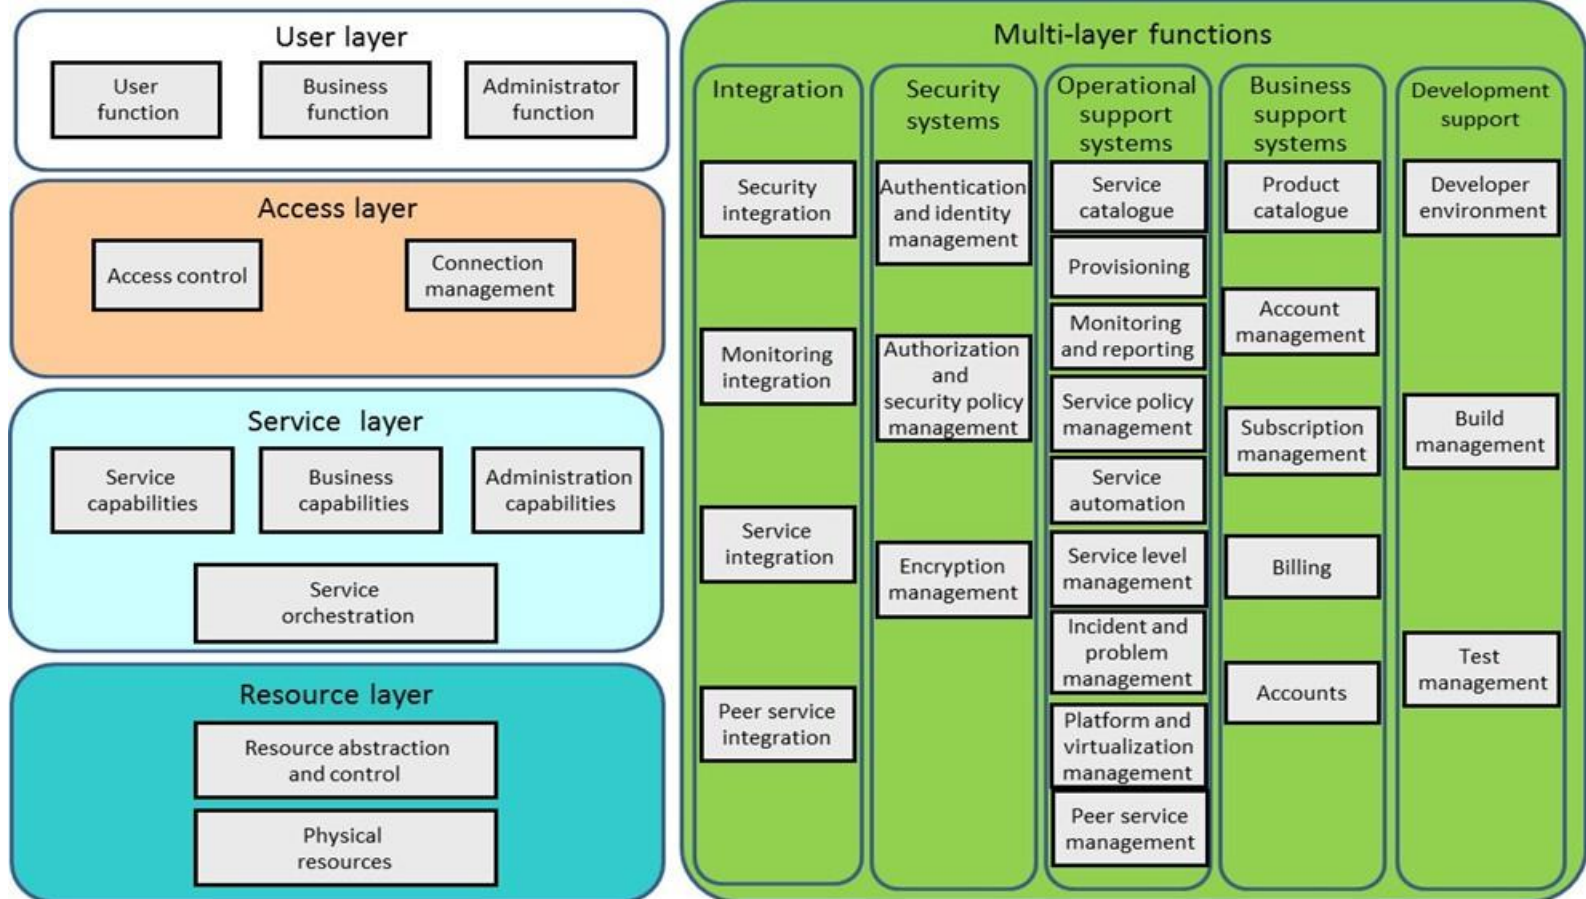 User layer
User
function
Business
function
Administrator
function
Access layer
Access control
Connection
management
Service layer
Service
capabilities
Business
capabilities
Administration
capabilities
Service
orchestration
Resource layer
Resource abstraction
and control
Physical
resources
Multi-layer functions
Integration
Security
integration
Monitoring
integration
Service
integration
Peer service
integration
Security
systems
Authentication
and identity
management
Authorization
and
security policy
management
Encryption
management
Operational
support
systems
Service
catalogue
Provisioning
Monitoring
and reporting
Service policy
management
Service
automation
Service level
management
Incident and
problem
management
Platform and
virtualization
management
Peer service
management
Business
support
systems
Product
catalogue
Account
management
Subscription
management
Billing
Accounts
Development
support
Developer
environment
Build
management
Test
management